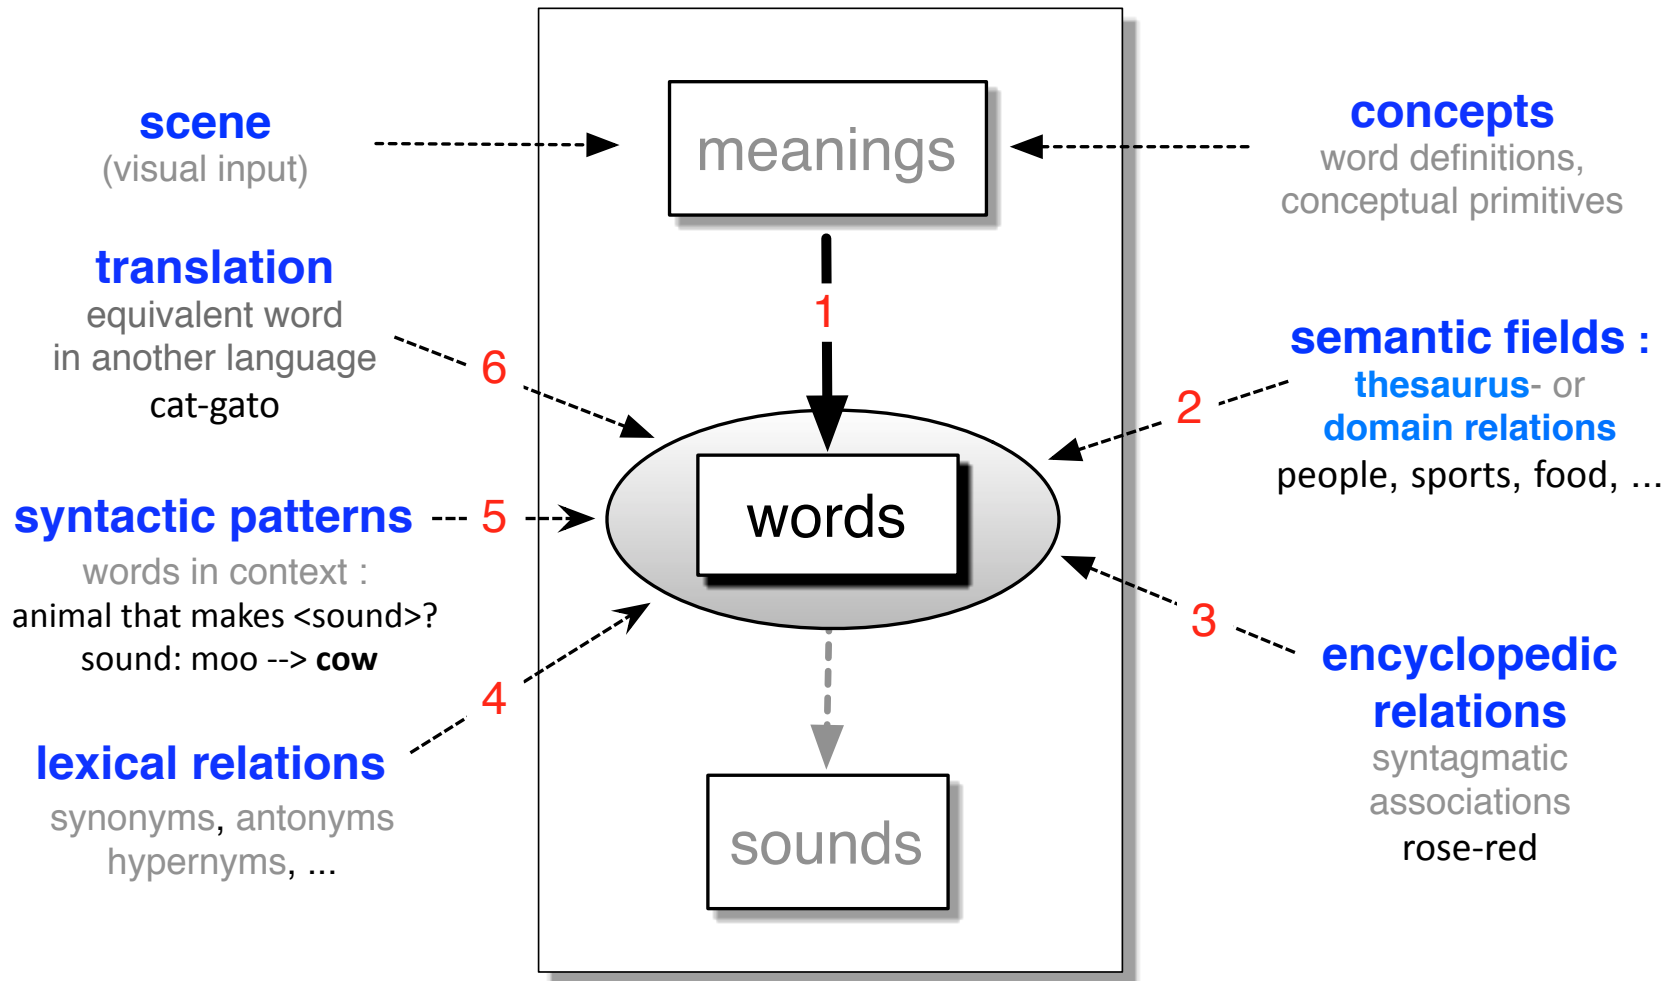 scene
(visual input)
translation
equivalent word
in another language
cat-gato
syntactic patterns
words in context :
animal that makes <sound>?
sound: moo --> cow
lexical relations
synonyms, antonyms
hypernyms, ...
6
5
4
meanings
1
words
sounds
2
3
concepts
word definitions,
conceptual primitives
semantic fields :
thesaurus- or
domain relations
people, sports, food, ...
encyclopedic
relations
syntagmatic
associations
rose-red